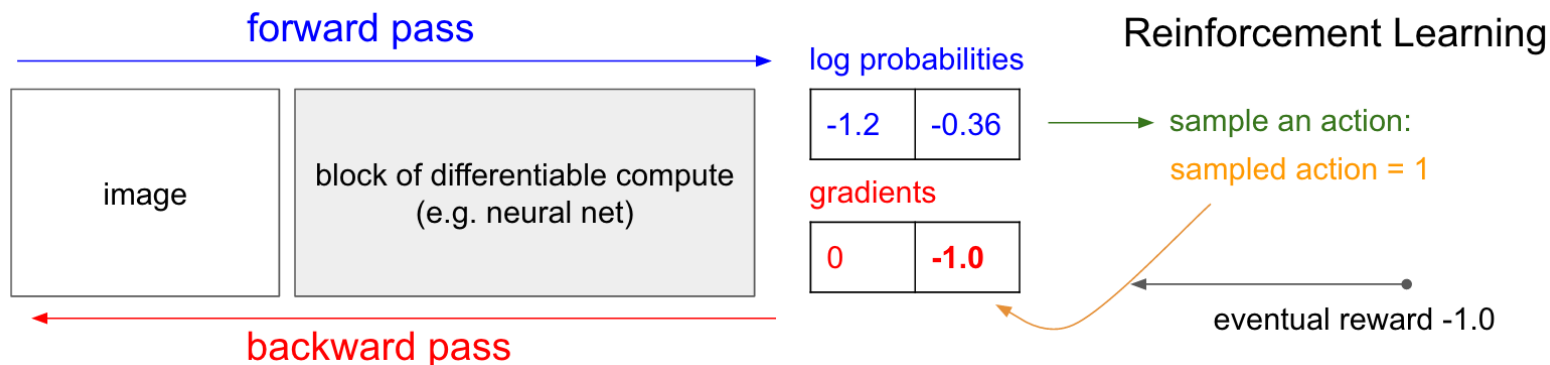 forward pass
Reinforcement Learning
log probabilities
-1.2 -0.36
sample an action:
sampled action = 1
image
block of differentiable compute
(e.g. neural net)
gradients
0 -1.0
eventual reward -1.0
backward pass